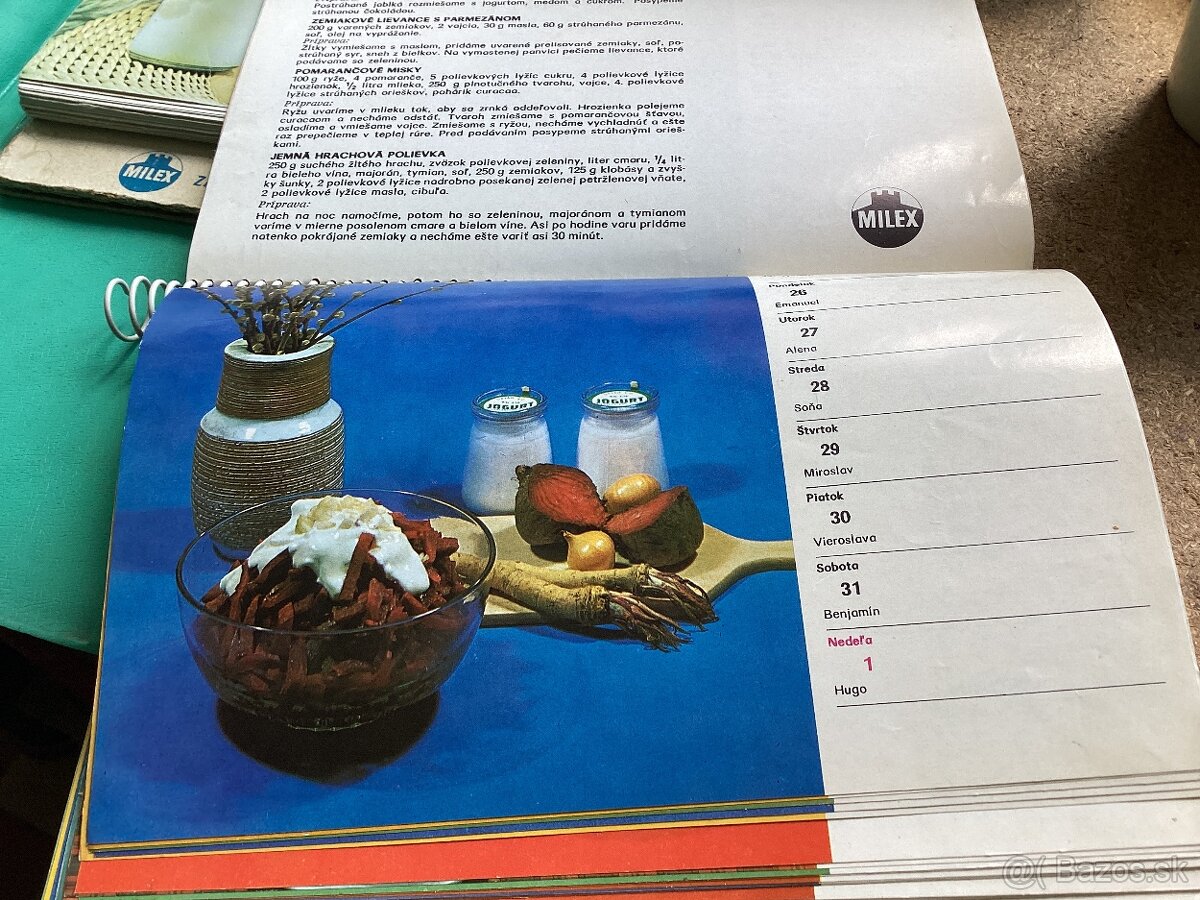 Postrúhané jablká rozmiešame s jogurtom, medom a cukrom. Posypeme
strúhanou čokoládou.
ZEMIAKOVÉ LIEVANCE S PARMEZÁNOM
200 g varených zemiakov, 2 vajcia, 30 g masla, 60 g strúhaného parmezánu,
soľ, olej na vyprážanie.
Príprava:
Žĺtky vymiešame s maslom, pridáme uvarené prelisované zemiaky, soľ, po-
strúhaný syr, sneh z bielkov. Na vymastenej panvici pečieme lievance, ktoré
podávame so zeleninou.
POMARANČOVÉ MISKY
100 g ryže, 4 pomaranče, 5 polievkových lyžíc cukru, 4 polievkové lyžice
hrozienok, 1/2 litra mlieka, 250 g plnotučného tvarohu, vajce, 4. polievkové
lyžice strúhaných orieškov, pohárik curacaa.
Príprava:
Ryžu uvaríme v mlieku tak, aby sa zrnká oddeľovali. Hrozienka polejeme
curacaom a necháme odstáť. Tvaroh zmiešame s pomarančovou šťavou,
osladíme a vmiešame vajce. Zmiešame s ryžou, necháme vychladnúť a ešte
raz prepečieme v teplej rúre. Pred podávaním posypeme strúhanými orieš-
kami.
JEMNÁ HRACHOVÁ POLIEVKA
250 g suchého žltého hrachu, zväzok polievkovej zeleniny, liter cmaru, 1/4 lit-
ra bieleho vína, majorán, tymian, soľ, 250 g zemiakov, 125 g klobásy a zvyš-
ky šunky, 2 polievkové lyžice nadrobno posekanej zelenej petržlenovej vňate,
2 polievkové lyžice masla, cibuľa.
Príprava:
Hrach na noc namočíme, potom ho so zeleninou, majoránom a tymianom
varíme v mierne posolenom cmare a bielom víne. Asi po hodine varu pridáme
natenko pokrájané zemiaky a necháme ešte variť asi 30 minút.
MILEX
MILEX
JOGURT
JOGURT
Pondelok
26
Emanuel
Utorok
27
Alena
Streda
28
Soňa
Štvrtok
29
Miroslav
Piatok
30
Vieroslava
Sobota
31
Benjamín
Nedeľa
1
Hugo
@( Bazos.sk